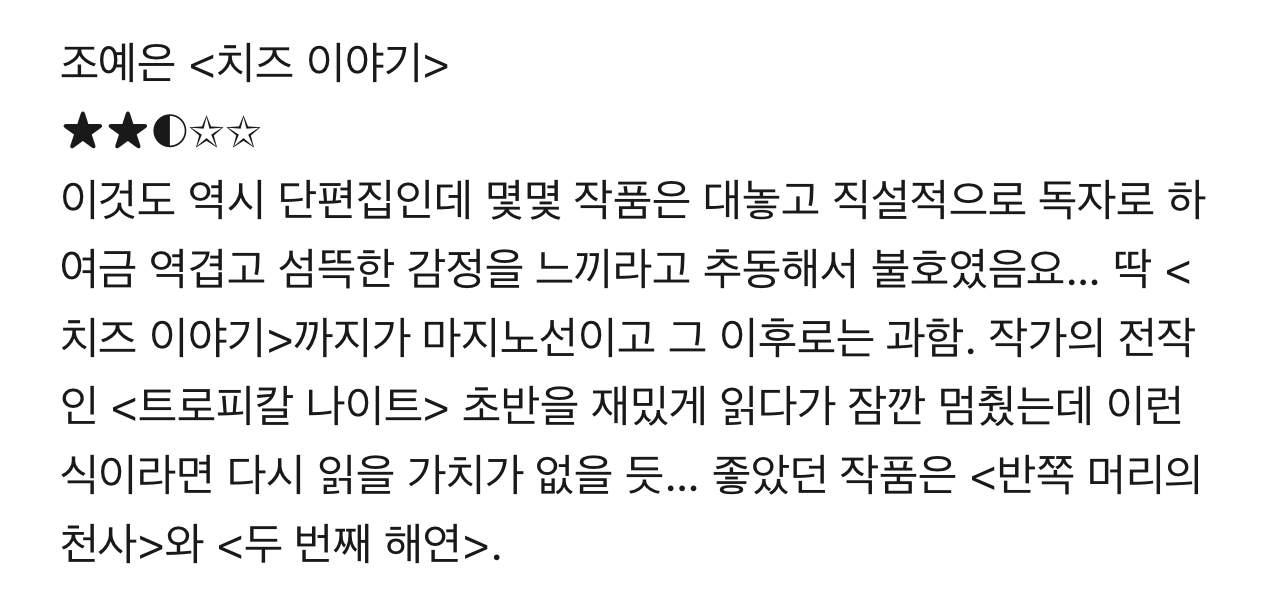 조예은 <치즈 이야기>
★★◐☆☆
이것도 역시 단편집인데 몇몇 작품은 대놓고 직설적으로 독자로 하
여금 역겹고 섬뜩한 감정을 느끼라고 추동해서 불호였음요... 딱 <
치즈 이야기>까지가 마지노선이고 그 이후로는 과함. 작가의 전작
인 <트로피칼 나이트> 초반을 재밌게 읽다가 잠깐 멈췄는데 이런
식이라면 다시 읽을 가치가 없을 듯... 좋았던 작품은 <반쪽 머리의
천사>와 <두 번째 해연>.